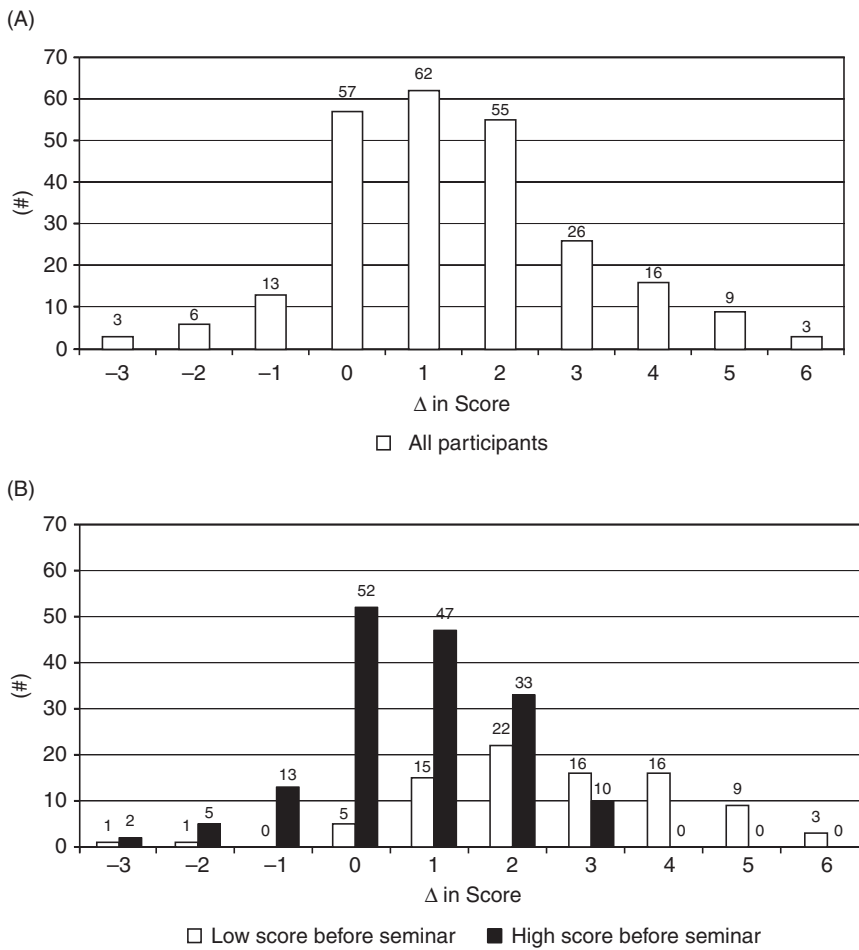 (A)
70
60
50
40
30
20
10
0
(#)
3 6 13 57 62 55 26 16 9 3
–3 –2 –1 0 1 2 3 4 5 6
Δ in Score
All participants
(B)
70
60
50
40
30
20
10
0
(#)
1 2 1 5 0 13 5 52 15 47 22 33 16 10 16 0 9 0 3 0
–3 –2 –1 0 1 2 3 4 5 6
Δ in Score
Low score before seminar High score before seminar